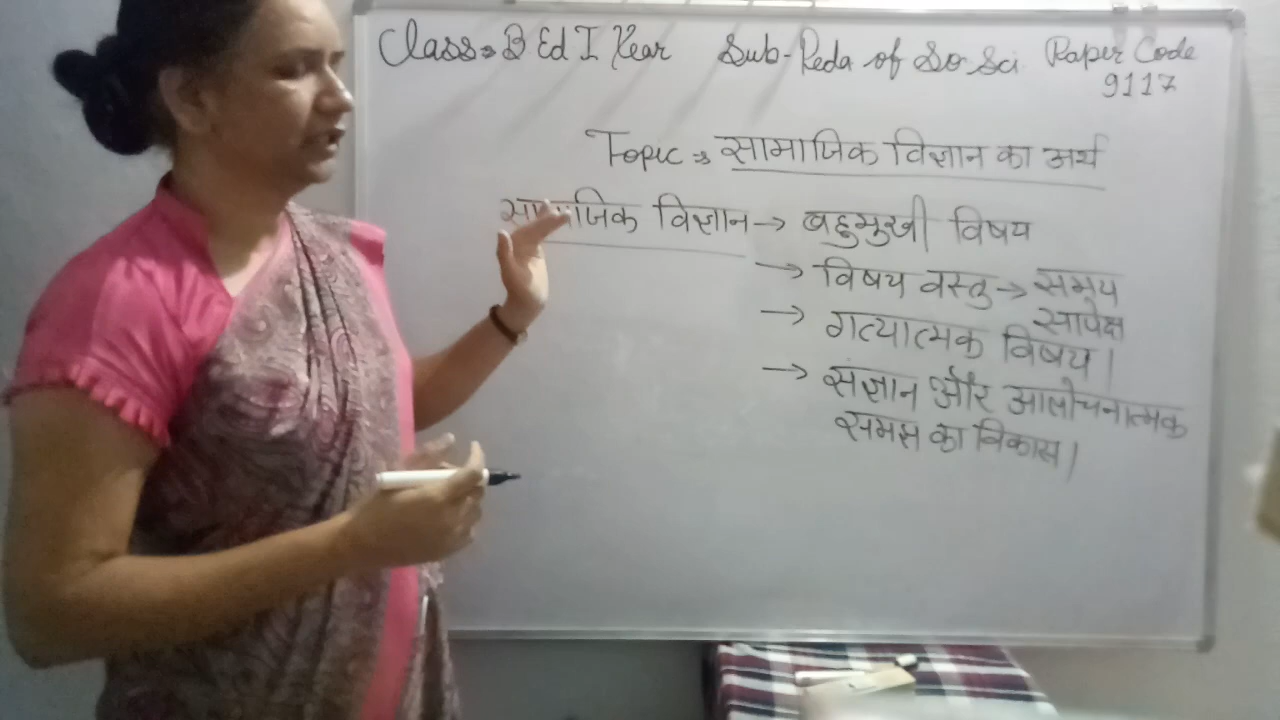 Class→ B Ed I Year Sub-Peda of So Sci Paper Code
9117
Topic → सामाजिक विज्ञान का अर्थ
सामाजिक विज्ञान → बहुमुखी विषय
→ विषय वस्तु → समय
सापेक्ष
→ गत्यात्मक विषय।
→ संज्ञान और आलोचनात्मक
समझ का विकास।